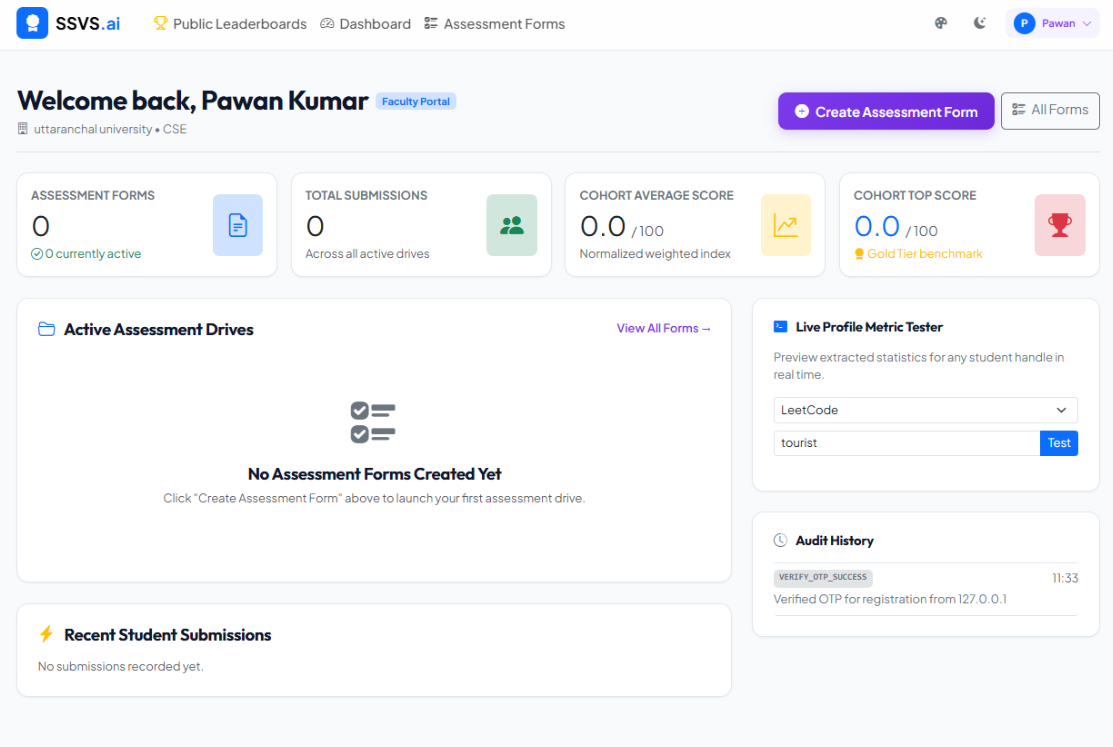 SSVS.ai Public Leaderboards Dashboard Assessment Forms P Pawan
Welcome back, Pawan Kumar Faculty Portal
uttaranchal university • CSE
Create Assessment Form
All Forms
ASSESSMENT FORMS
0
0 currently active
TOTAL SUBMISSIONS
0
Across all active drives
COHORT AVERAGE SCORE
0.0 / 100
Normalized weighted index
COHORT TOP SCORE
0.0 / 100
Gold Tier benchmark
Active Assessment Drives
View All Forms →
No Assessment Forms Created Yet
Click "Create Assessment Form" above to launch your first assessment drive.
Recent Student Submissions
No submissions recorded yet.
Live Profile Metric Tester
Preview extracted statistics for any student handle in
real time.
LeetCode
tourist Test
Audit History
VERIFY_OTP_SUCCESS 11:33
Verified OTP for registration from 127.0.0.1